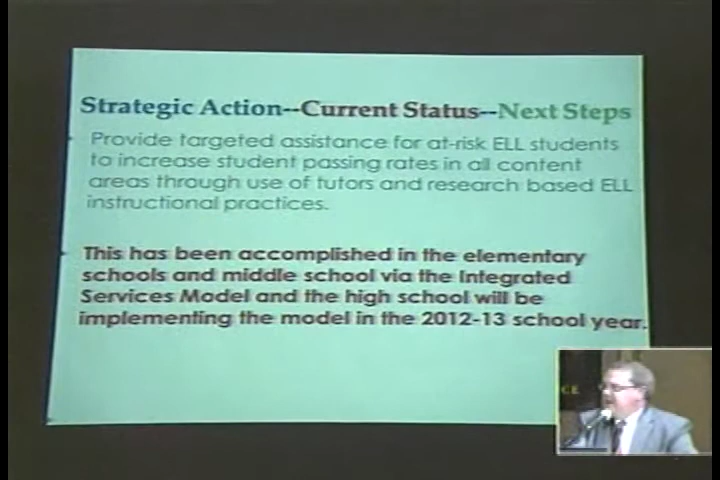 Strategic Action--Current Status--Next Steps
Provide targeted assistance for at-risk ELL students
to increase student passing rates in all content
areas through use of tutors and research based ELL
instructional practices.
This has been accomplished in the elementary
schools and middle school via the Integrated
Services Model and the high school will be
implementing the model in the 2012-13 school year.
CE